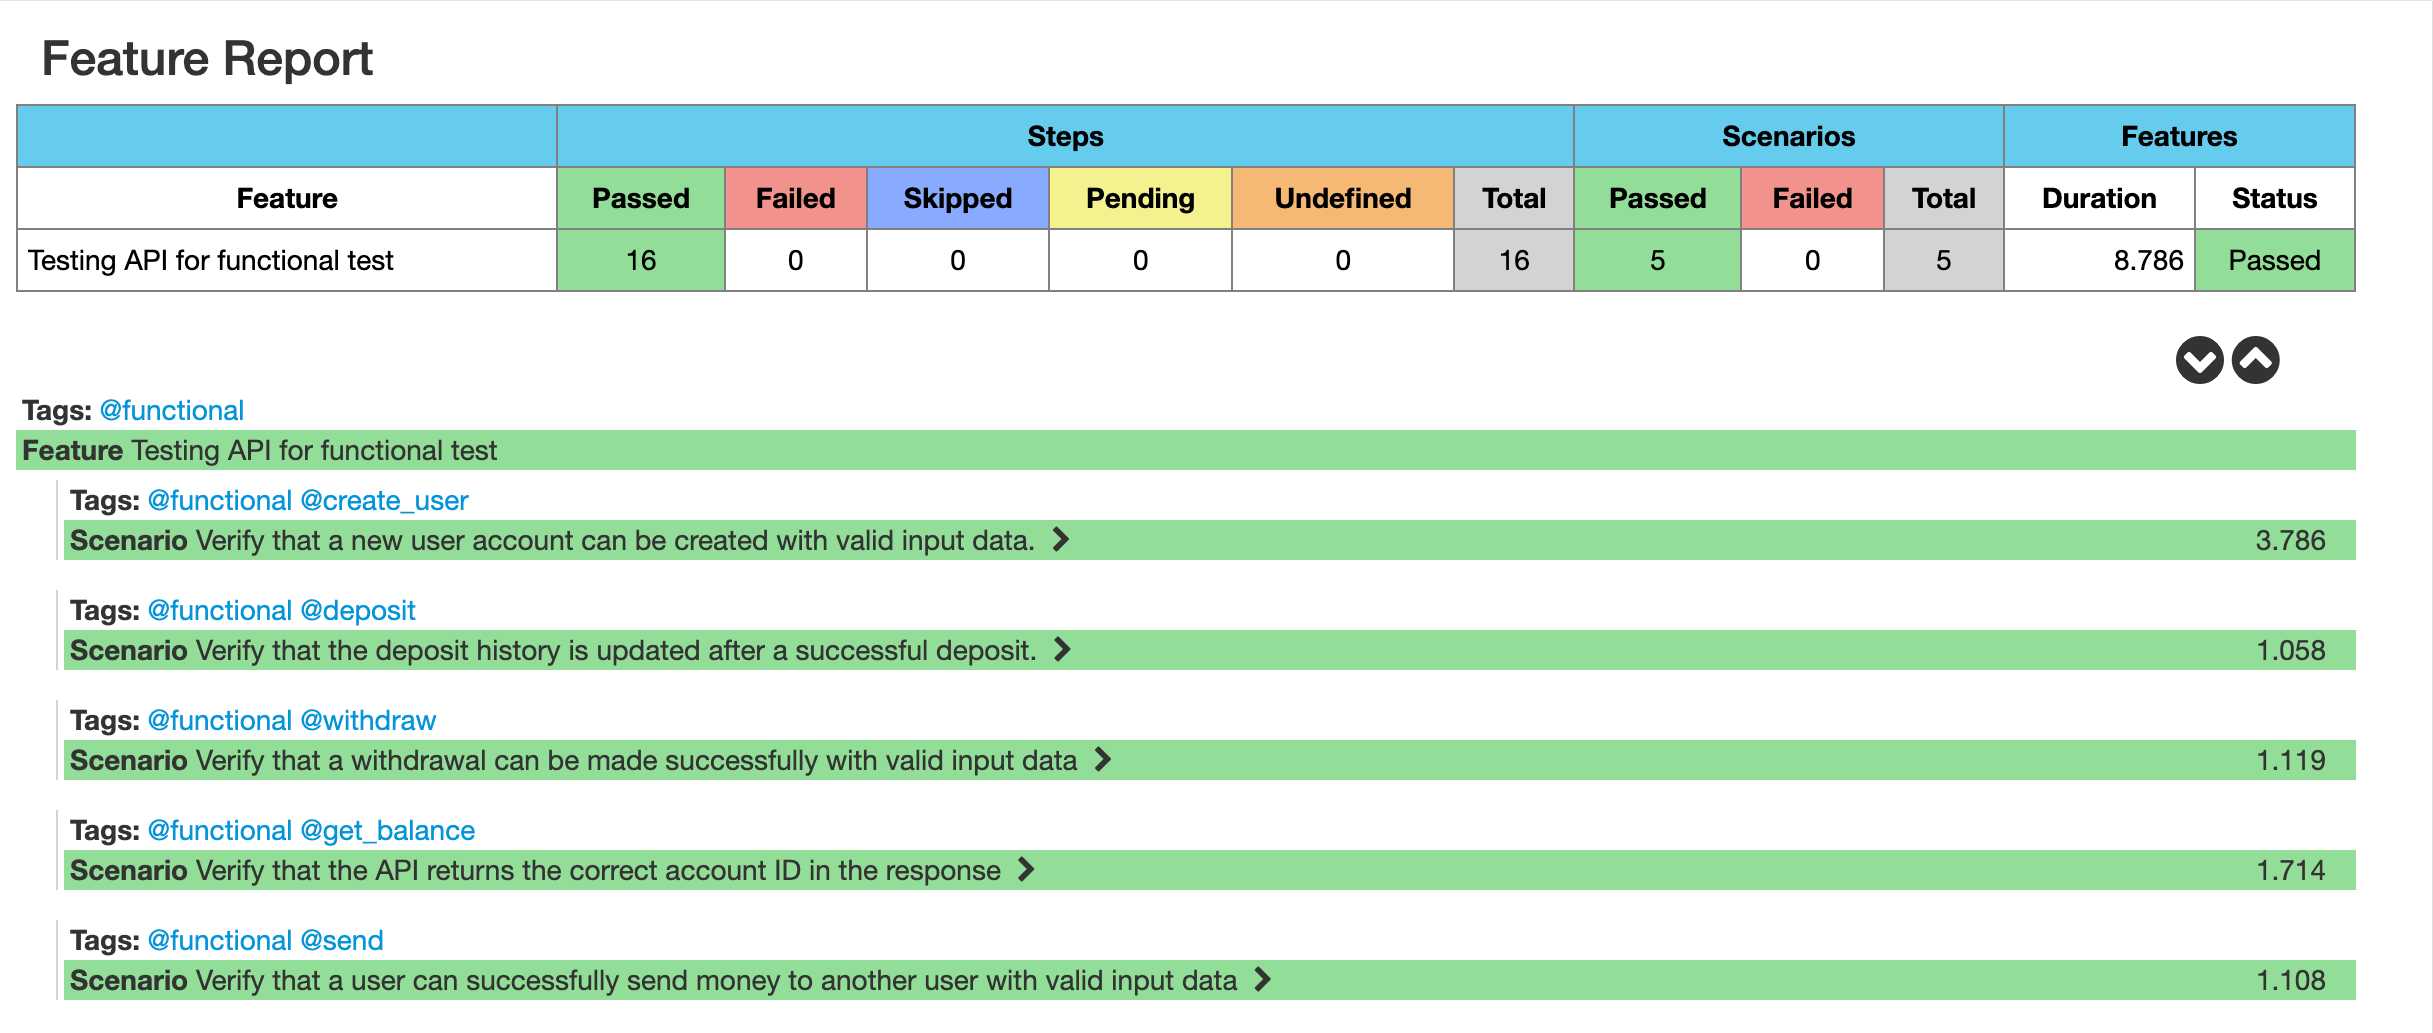 Feature Report
Steps Scenarios Features
Feature Passed Failed Skipped Pending Undefined Total Passed Failed Total Duration Status
Testing API for functional test 16 0 0 0 0 16 5 0 5 8.786 Passed
Tags: @functional
Feature Testing API for functional test
Tags: @functional @create_user
Scenario Verify that a new user account can be created with valid input data. 3.786
Tags: @functional @deposit
Scenario Verify that the deposit history is updated after a successful deposit. 1.058
Tags: @functional @withdraw
Scenario Verify that a withdrawal can be made successfully with valid input data 1.119
Tags: @functional @get_balance
Scenario Verify that the API returns the correct account ID in the response 1.714
Tags: @functional @send
Scenario Verify that a user can successfully send money to another user with valid input data 1.108